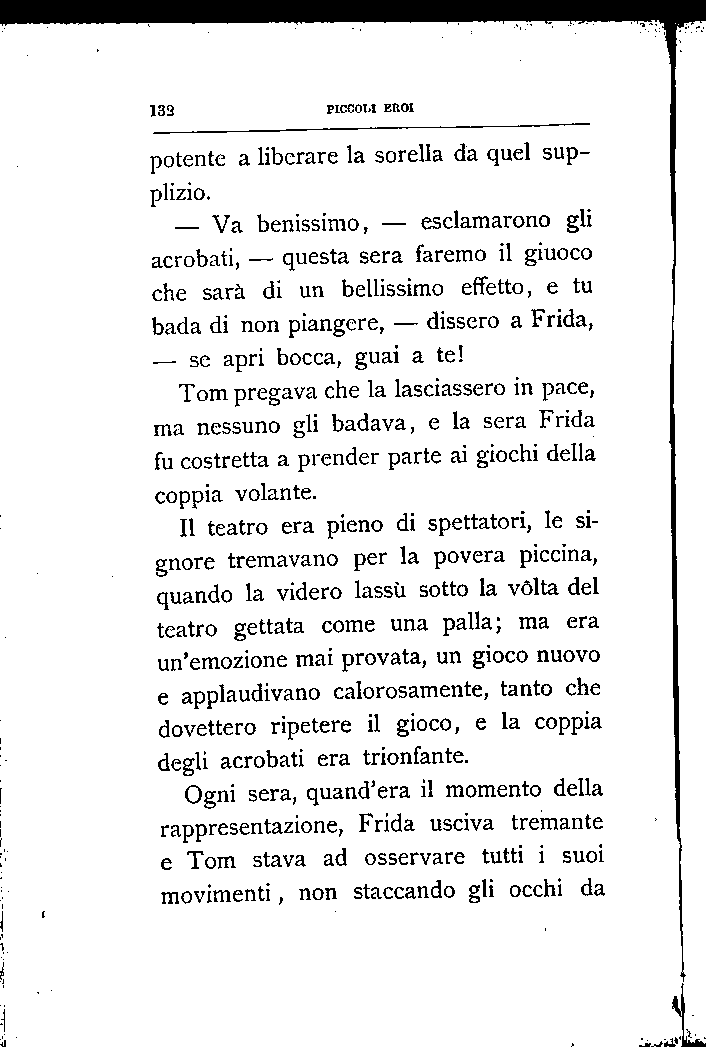 132 PICCOLI EROI
potente a liberare la sorella da quel sup-
plizio.
— Va benissimo, — esclamarono gli
acrobati, — questa sera faremo il giuoco
che sarà di un bellissimo effetto, e tu
bada di non piangere, — dissero a Frida,
— se apri bocca, guai a te!
Tom pregava che la lasciassero in pace,
ma nessuno gli badava, e la sera Frida
fu costretta a prender parte ai giochi della
coppia volante.
Il teatro era pieno di spettatori, le si-
gnore tremavano per la povera piccina,
quando la videro lassù sotto la vôlta del
teatro gettata come una palla; ma era
un'emozione mai provata, un gioco nuovo
e applaudivano calorosamente, tanto che
dovettero ripetere il gioco, e la coppia
degli acrobati era trionfante.
Ogni sera, quand'era il momento della
rappresentazione, Frida usciva tremante
e Tom stava ad osservare tutti i suoi
movimenti, non staccando gli occhi da